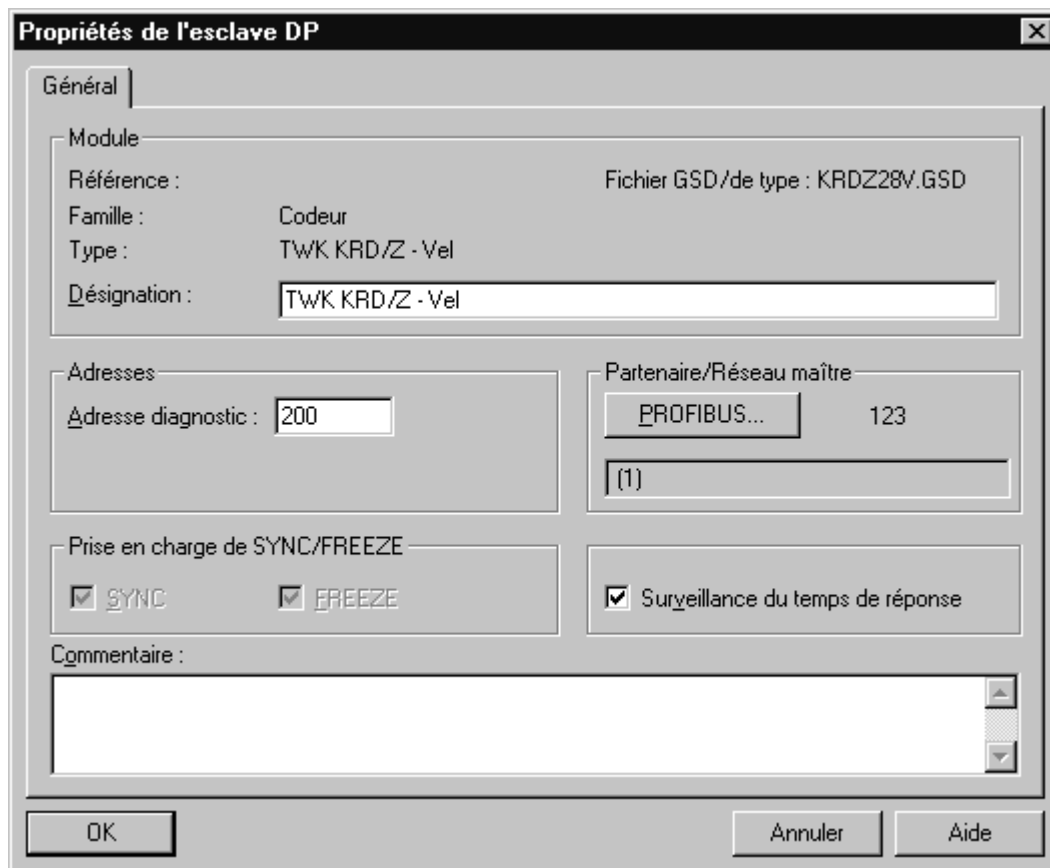 Propriétés de l'esclave DP
Général
Module
Référence : Fichier GSD/de type : KRDZ28V.GSD
Famille : Codeur
Type : TWK KRD/Z - Vel
Désignation : TWK KRD/Z - Vel
Adresses
Adresse diagnostic : 200
Partenaire/Réseau maître
PROFIBUS... 123
(1)
Prise en charge de SYNC/FREEZE
SYNC FREEZE
Surveillance du temps de réponse
Commentaire :
OK Annuler Aide